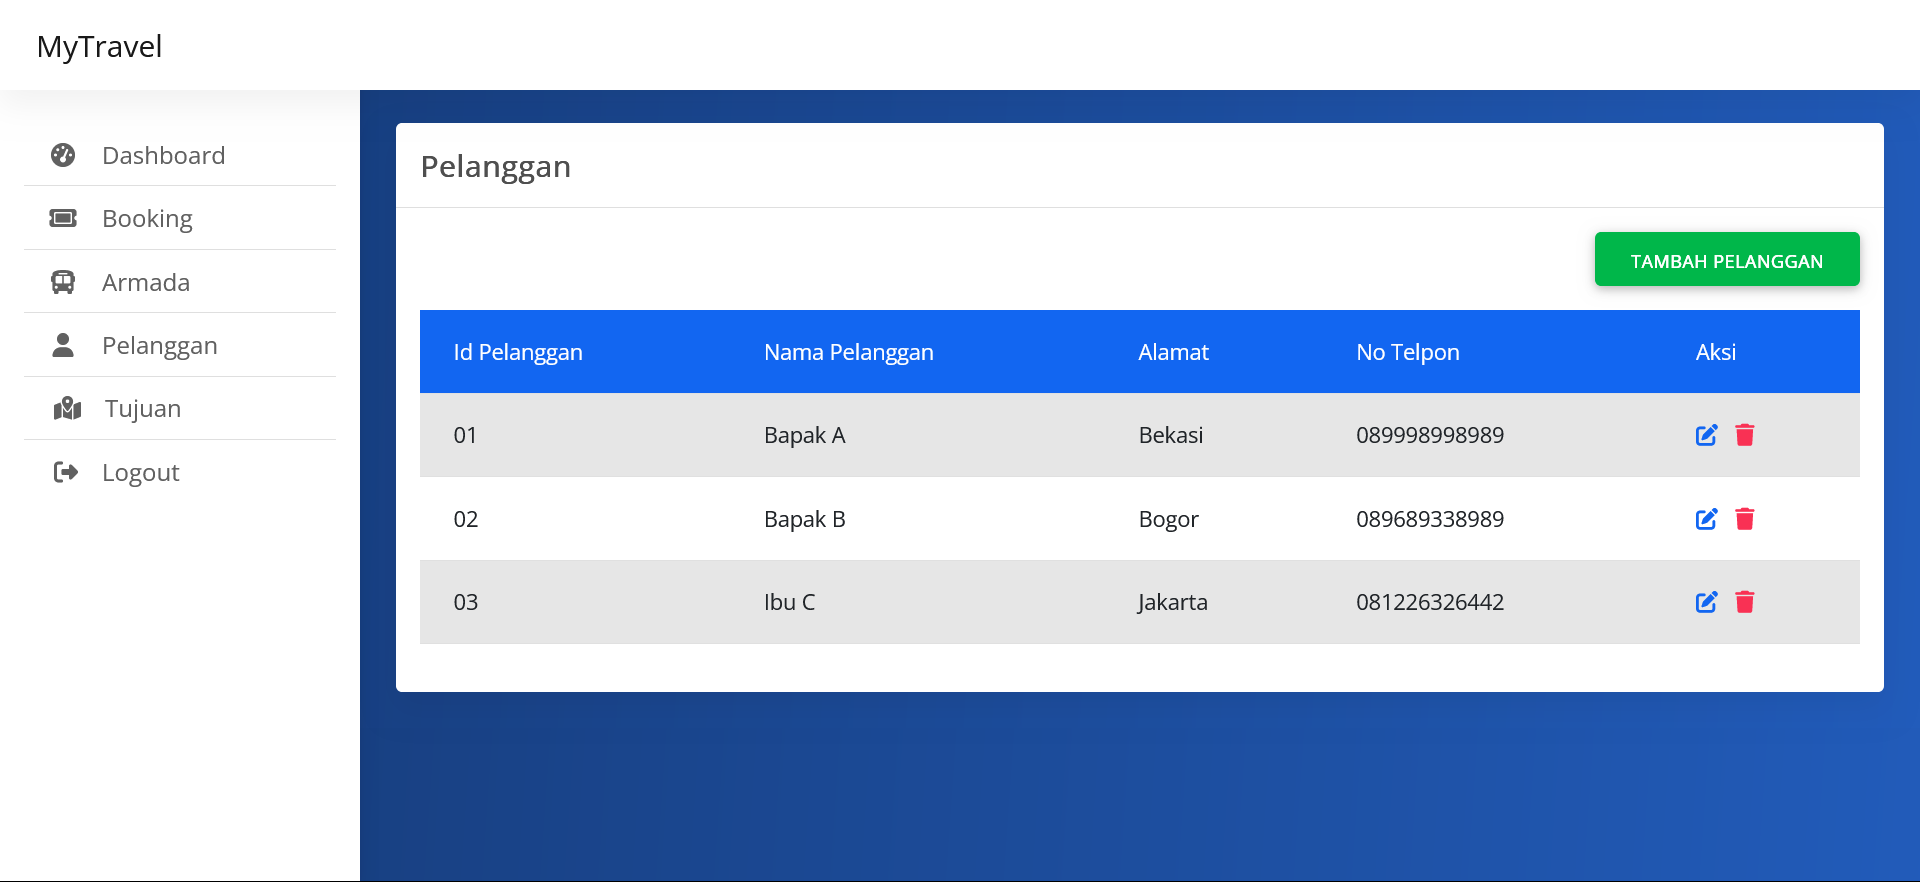 MyTravel
Dashboard
Booking
Armada
Pelanggan
Tujuan
Logout
Pelanggan
TAMBAH PELANGGAN
Id Pelanggan Nama Pelanggan Alamat No Telpon Aksi
01 Bapak A Bekasi 089998998989
02 Bapak B Bogor 089689338989
03 Ibu C Jakarta 081226326442